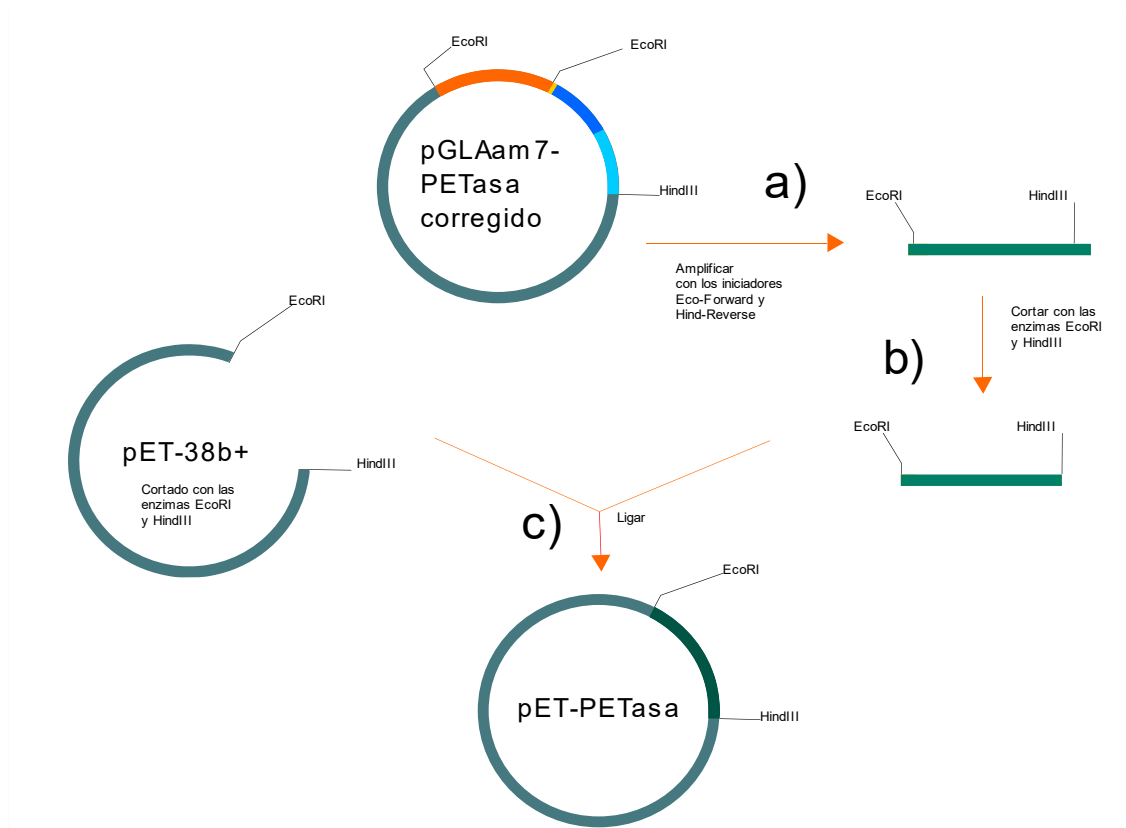 EcoRI
EcoRI
pGLAam7-
PETasa
corregido
HindIII
a)
Amplificar
con los iniciadores
Eco-Forward y
Hind-Reverse
EcoRI
HindIII
Cortar con las
enzimas EcoRI
y HindIII
b)
EcoRI
HindIII
EcoRI
pET-38b+
Cortado con las
enzimas EcoRI
y HindIII
HindIII
c)
Ligar
EcoRI
pET-PETasa
HindIII